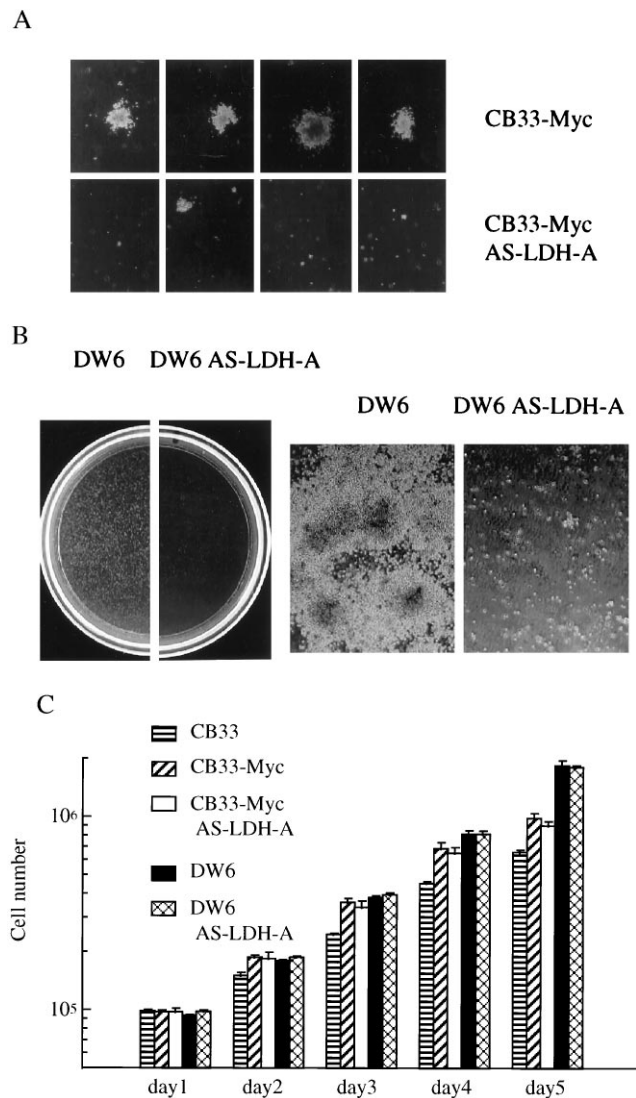 A
CB33-Myc
CB33-Myc
AS-LDH-A
B
DW6 DW6 AS-LDH-A
DW6 DW6 AS-LDH-A
C
CB33
CB33-Myc
CB33-Myc
AS-LDH-A
DW6
DW6
AS-LDH-A
Cell number
10⁶
10⁵
day1 day2 day3 day4 day5